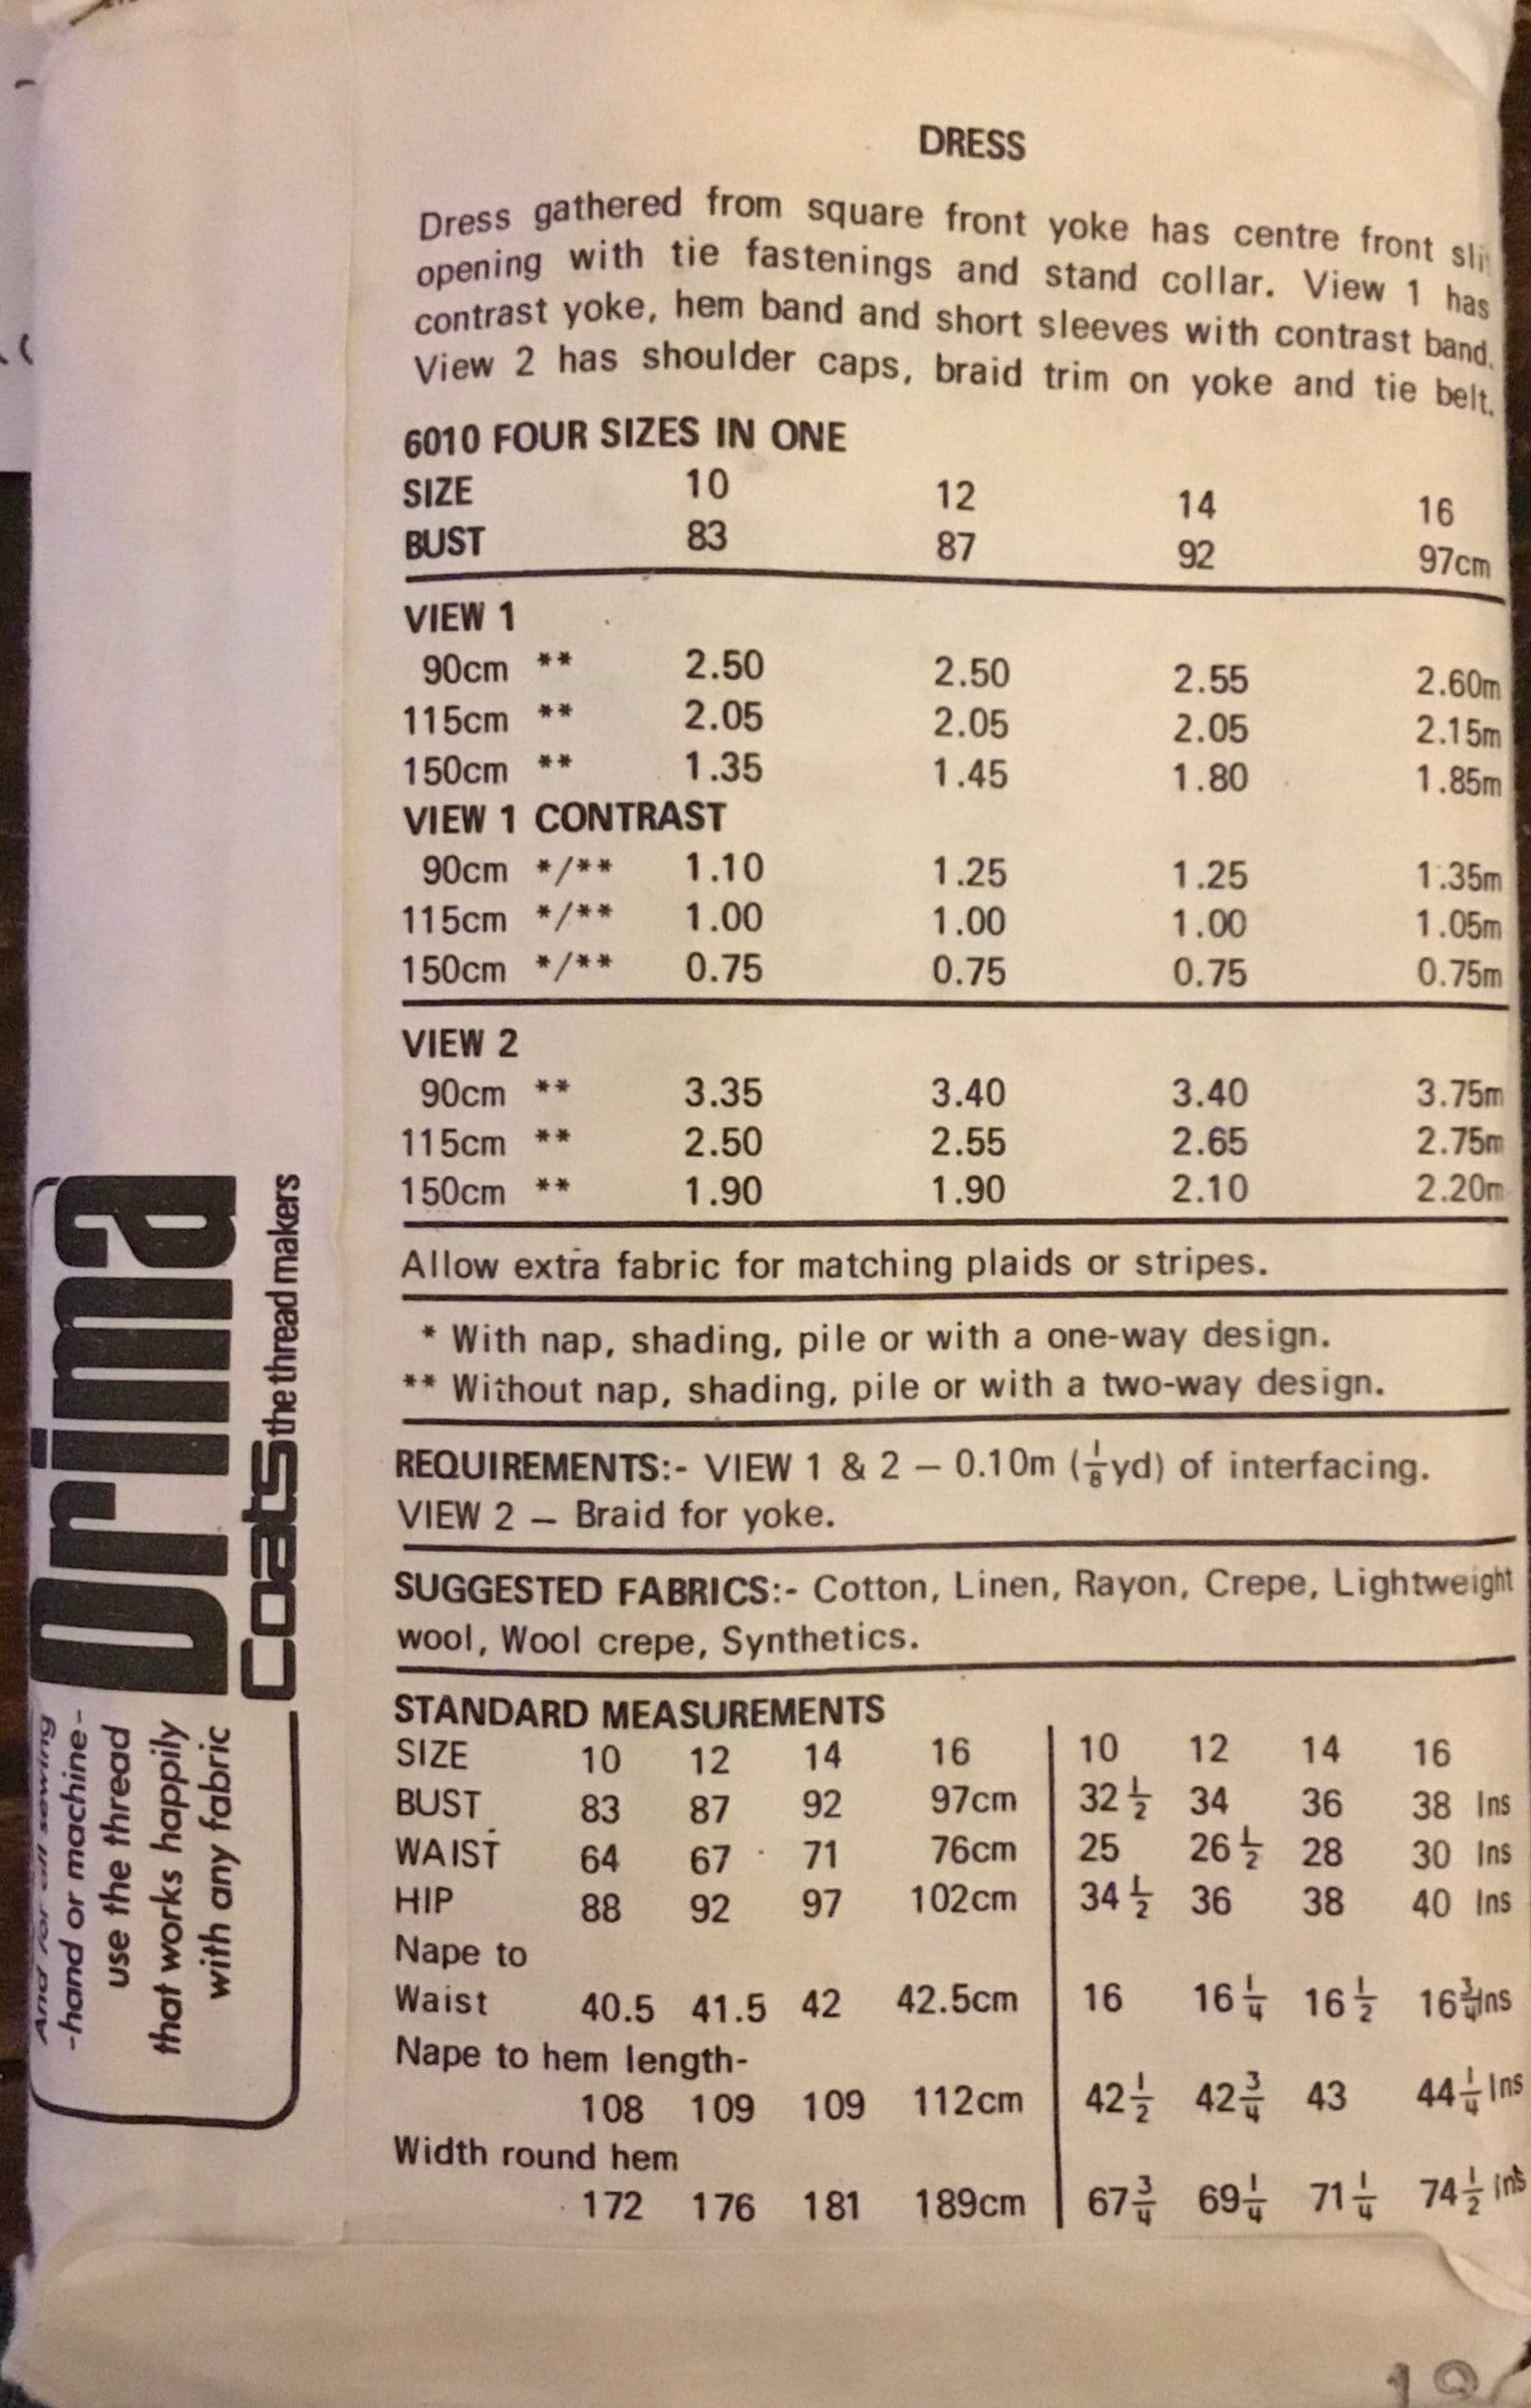 DRESS
Dress gathered from square front yoke has centre front
opening with tie fastenings and stand collar. View 1 has
contrast yoke, hem band and short sleeves with contrast band.
View 2 has shoulder caps, braid trim on yoke and tie belt.
6010 FOUR SIZES IN ONE
SIZE 10 12 14 16
BUST 83 87 92 97cm
VIEW 1
90cm ** 2.50 2.50 2.55 2.60m
115cm ** 2.05 2.05 2.05 2.15m
150cm ** 1.35 1.45 1.80 1.85m
VIEW 1 CONTRAST
90cm */** 1.10 1.25 1.25 1.35m
115cm */** 1.00 1.00 1.00 1.05m
150cm */** 0.75 0.75 0.75 0.75m
VIEW 2
90cm ** 3.35 3.40 3.40 3.75m
115cm ** 2.50 2.55 2.65 2.75m
150cm ** 1.90 1.90 2.10 2.20m
Allow extra fabric for matching plaids or stripes.
* With nap, shading, pile or with a one-way design.
** Without nap, shading, pile or with a two-way design.
REQUIREMENTS:- VIEW 1 & 2 – 0.10m (⅛yd) of interfacing.
VIEW 2 – Braid for yoke.
SUGGESTED FABRICS:- Cotton, Linen, Rayon, Crepe, Lightweight
wool, Wool crepe, Synthetics.
STANDARD MEASUREMENTS
SIZE 10 12 14 16 10 12 14 16
BUST 83 87 92 97cm 32½ 34 36 38 Ins
WAIST 64 67 71 76cm 25 26½ 28 30 Ins
HIP 88 92 97 102cm 34½ 36 38 40 Ins
Nape to
Waist 40.5 41.5 42 42.5cm 16 16¼ 16½ 16¾Ins
Nape to hem length-
108 109 109 112cm 42½ 42¾ 43 44¼ Ins
Width round hem
172 176 181 189cm 67¾ 69¼ 71¼ 74½ Ins
And for all sewing
-hand or machine-
use the thread
that works happily
with any fabric
Drima
Coats the thread makers